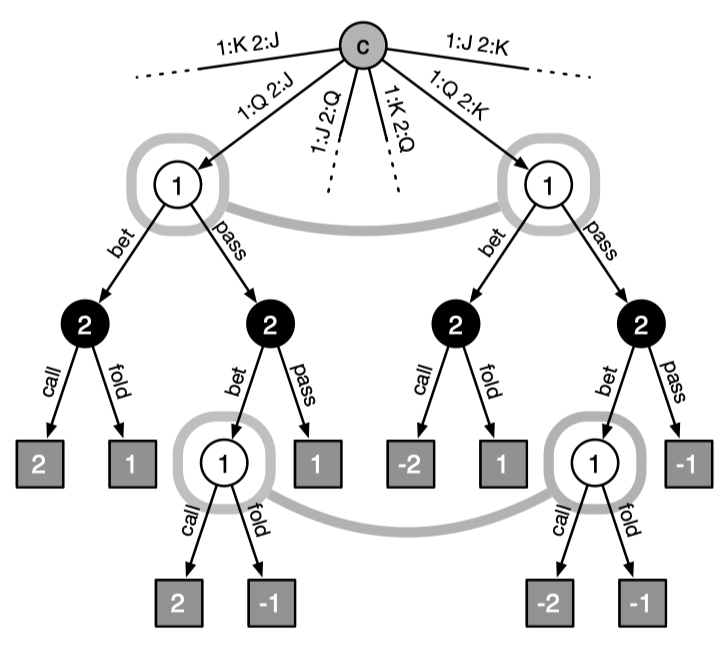 C
1:K 2:J
1:J 2:K
1:Q 2:J
1:J 2:Q
1:K 2:Q
1:Q 2:K
1
1
bet
pass
bet
pass
2
2
2
2
call
fold
bet
pass
call
fold
bet
pass
2
1
1
1
-2
1
1
-1
call
fold
call
fold
2
-1
-2
-1